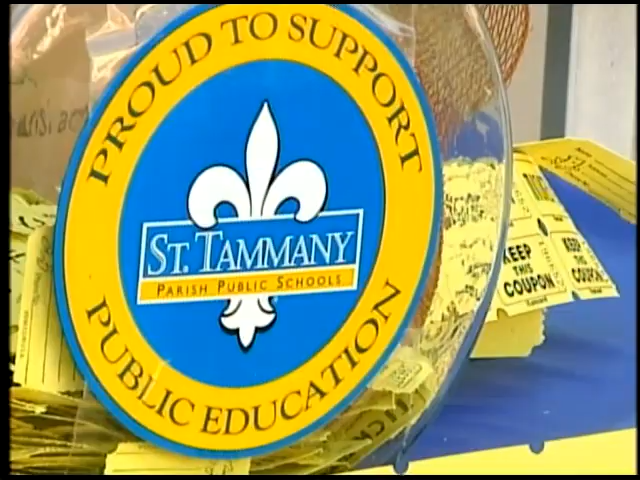 PROUD TO SUPPORT
ST. TAMMANY
PARISH PUBLIC SCHOOLS
PUBLIC EDUCATION
KEEP
THIS
COUPON
KEEP
THIS
COUPON